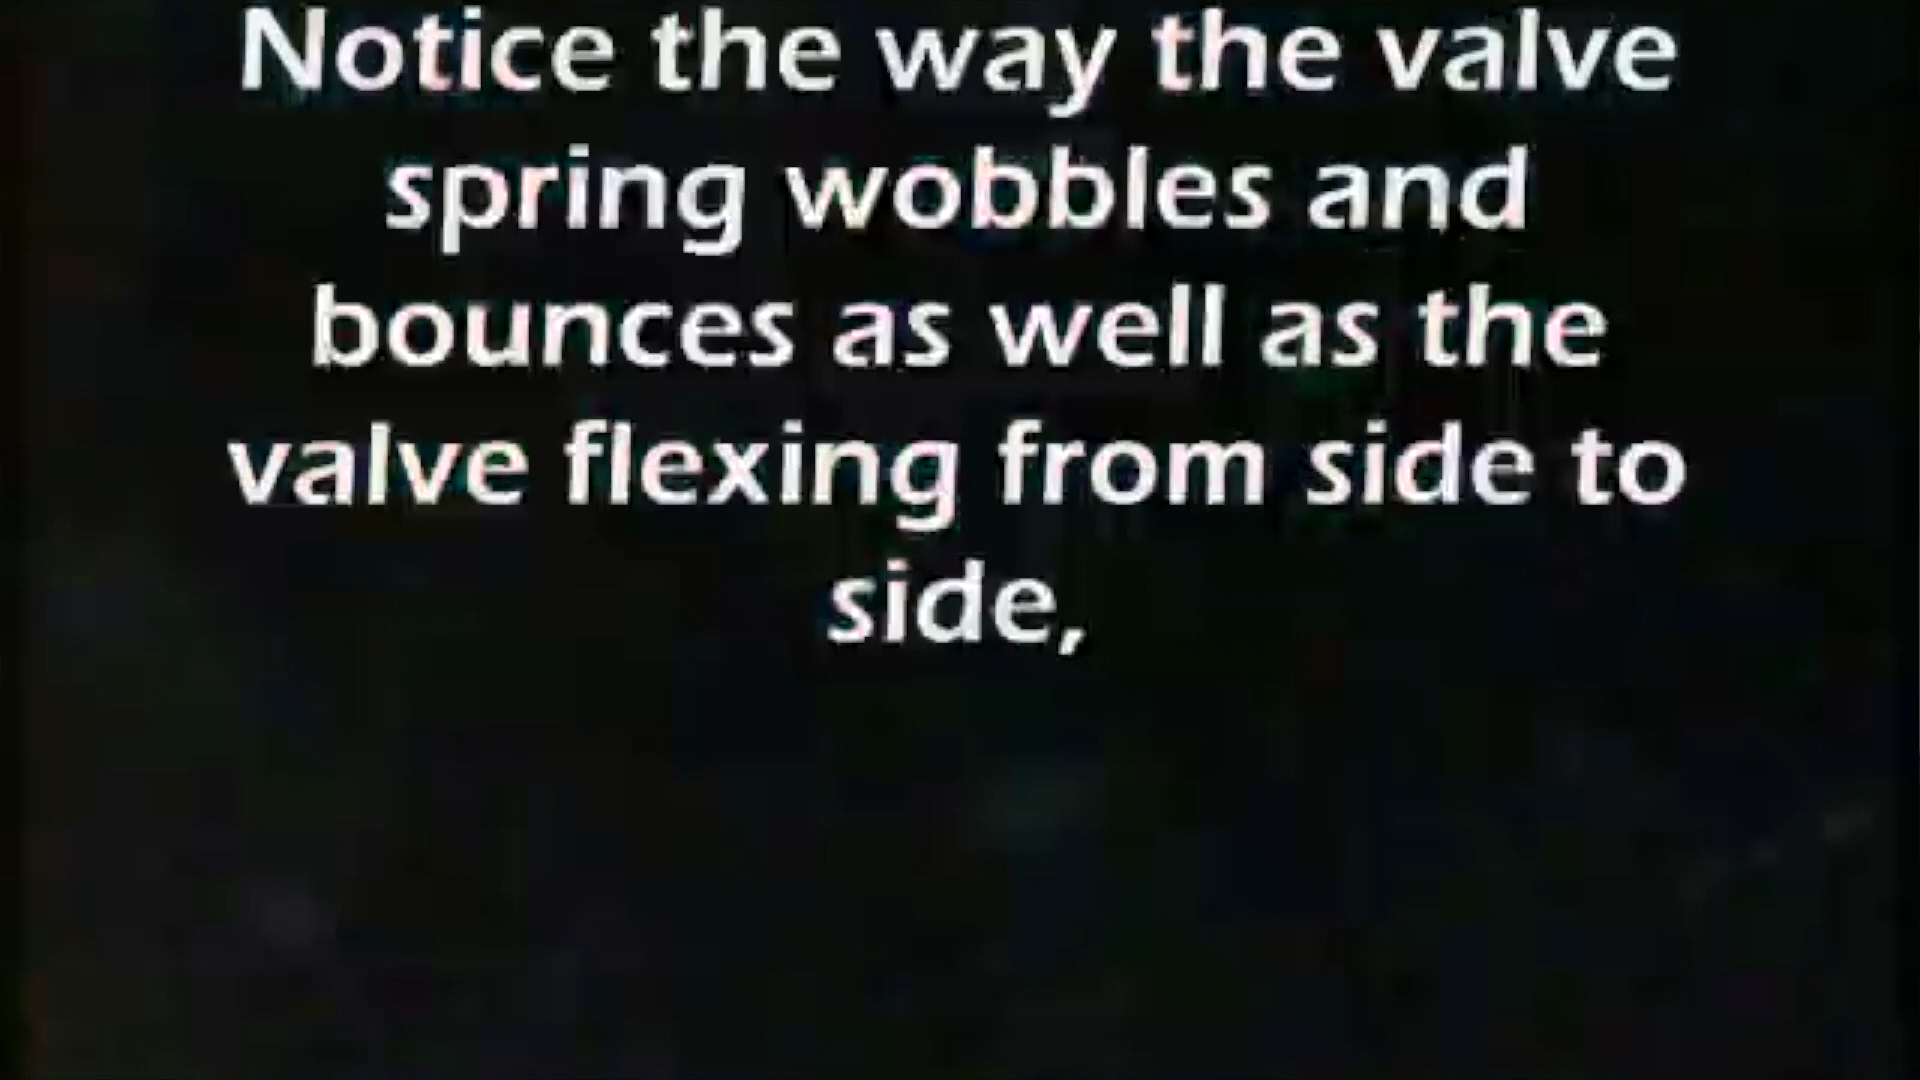 Notice the way the valve
spring wobbles and
bounces as well as the
valve flexing from side to
side,